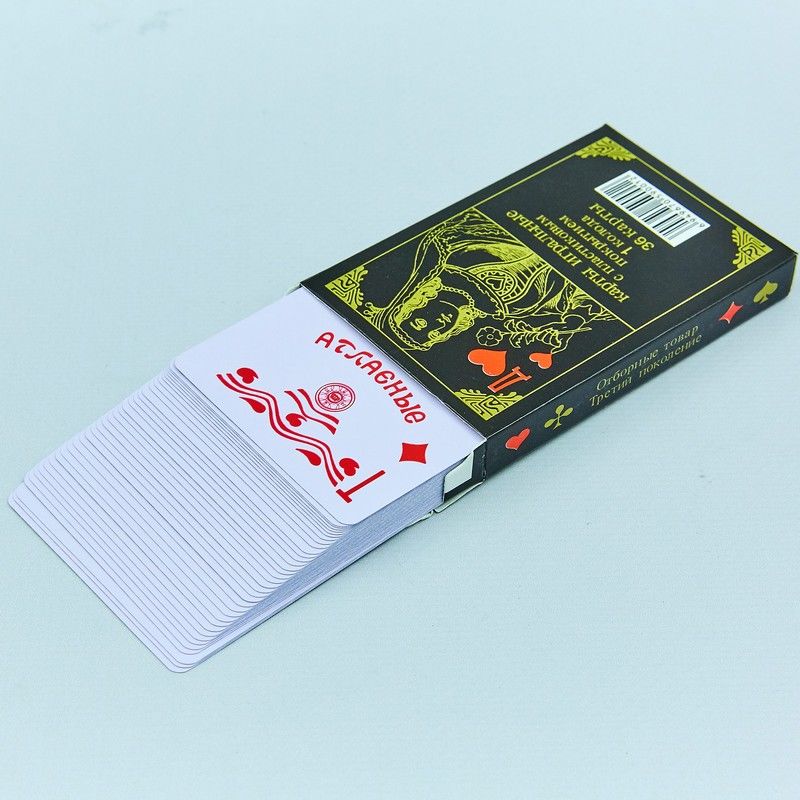 Карты игральные
с пластиковым
покрытием
1 колода
36 карты
Д
Отборные товар
Третий поколение
АТЛАСНЫЕ
Т